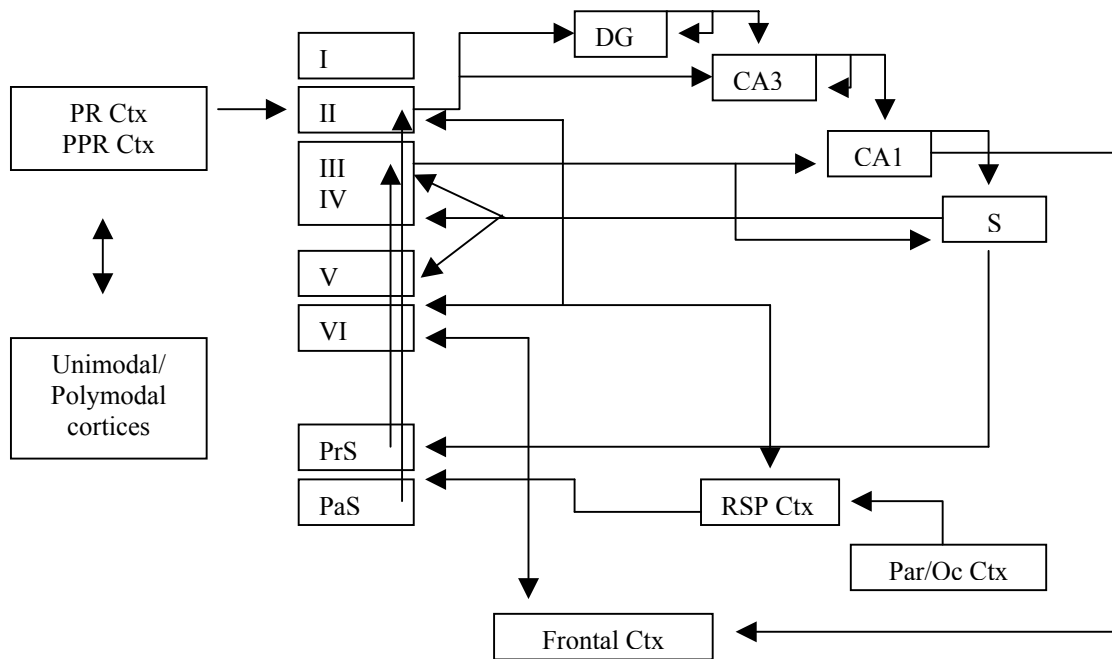 DG
I
CA3
PR Ctx
PPR Ctx
II
III
IV
CA1
S
V
VI
Unimodal/
Polymodal
cortices
PrS
PaS
RSP Ctx
Par/Oc Ctx
Frontal Ctx